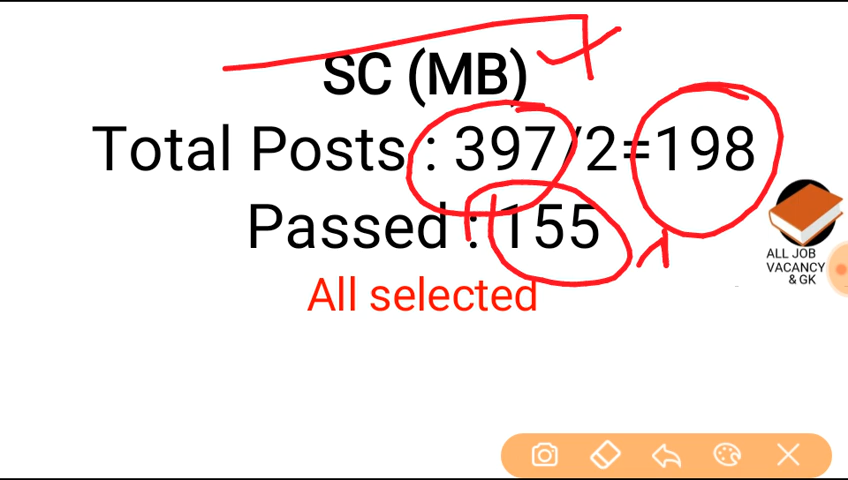 SC (MB)
Total Posts : 397/2=198
Passed : 155
All selected
ALL JOB
VACANCY
& GK